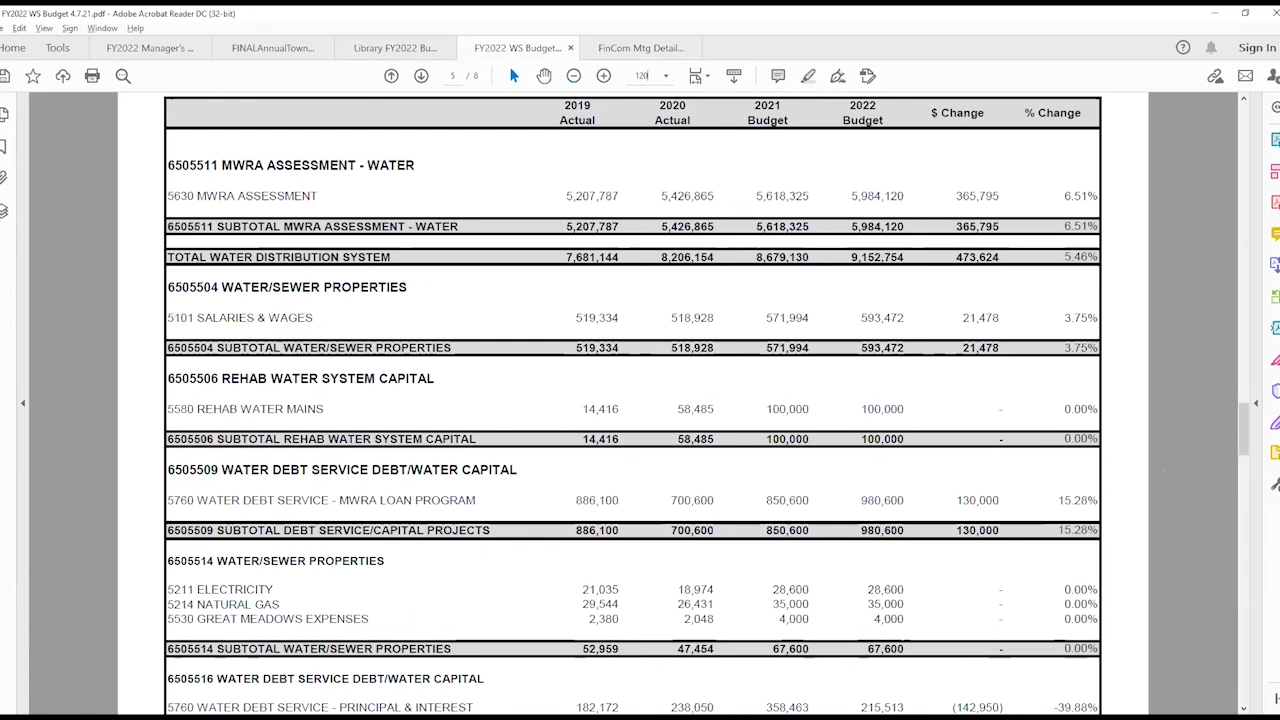 FY2022 WS Budget 4.7.21.pdf - Adobe Acrobat Reader DC (32-bit)
Edit View Sign Window Help
Home Tools FY2022 Manager's ... FINALAnnualTown... Library FY2022 Bu... FY2022 WS Budget... × FinCom Mtg Detail... Sign In
5 / 8 120
2019 Actual 2020 Actual 2021 Budget 2022 Budget $ Change % Change
6505511 MWRA ASSESSMENT - WATER
5630 MWRA ASSESSMENT 5,207,787 5,426,865 5,618,325 5,984,120 365,795 6.51%
6505511 SUBTOTAL MWRA ASSESSMENT - WATER 5,207,787 5,426,865 5,618,325 5,984,120 365,795 6.51%
TOTAL WATER DISTRIBUTION SYSTEM 7,681,144 8,206,154 8,679,130 9,152,754 473,624 5.46%
6505504 WATER/SEWER PROPERTIES
5101 SALARIES & WAGES 519,334 518,928 571,994 593,472 21,478 3.75%
6505504 SUBTOTAL WATER/SEWER PROPERTIES 519,334 518,928 571,994 593,472 21,478 3.75%
6505506 REHAB WATER SYSTEM CAPITAL
5580 REHAB WATER MAINS 14,416 58,485 100,000 100,000 - 0.00%
6505506 SUBTOTAL REHAB WATER SYSTEM CAPITAL 14,416 58,485 100,000 100,000 - 0.00%
6505509 WATER DEBT SERVICE DEBT/WATER CAPITAL
5760 WATER DEBT SERVICE - MWRA LOAN PROGRAM 886,100 700,600 850,600 980,600 130,000 15.28%
6505509 SUBTOTAL DEBT SERVICE/CAPITAL PROJECTS 886,100 700,600 850,600 980,600 130,000 15.28%
6505514 WATER/SEWER PROPERTIES
5211 ELECTRICITY 21,035 18,974 28,600 28,600 - 0.00%
5214 NATURAL GAS 29,544 26,431 35,000 35,000 - 0.00%
5530 GREAT MEADOWS EXPENSES 2,380 2,048 4,000 4,000 - 0.00%
6505514 SUBTOTAL WATER/SEWER PROPERTIES 52,959 47,454 67,600 67,600 - 0.00%
6505516 WATER DEBT SERVICE DEBT/WATER CAPITAL
5760 WATER DEBT SERVICE - PRINCIPAL & INTEREST 182,172 238,050 358,463 215,513 (142,950) -39.88%